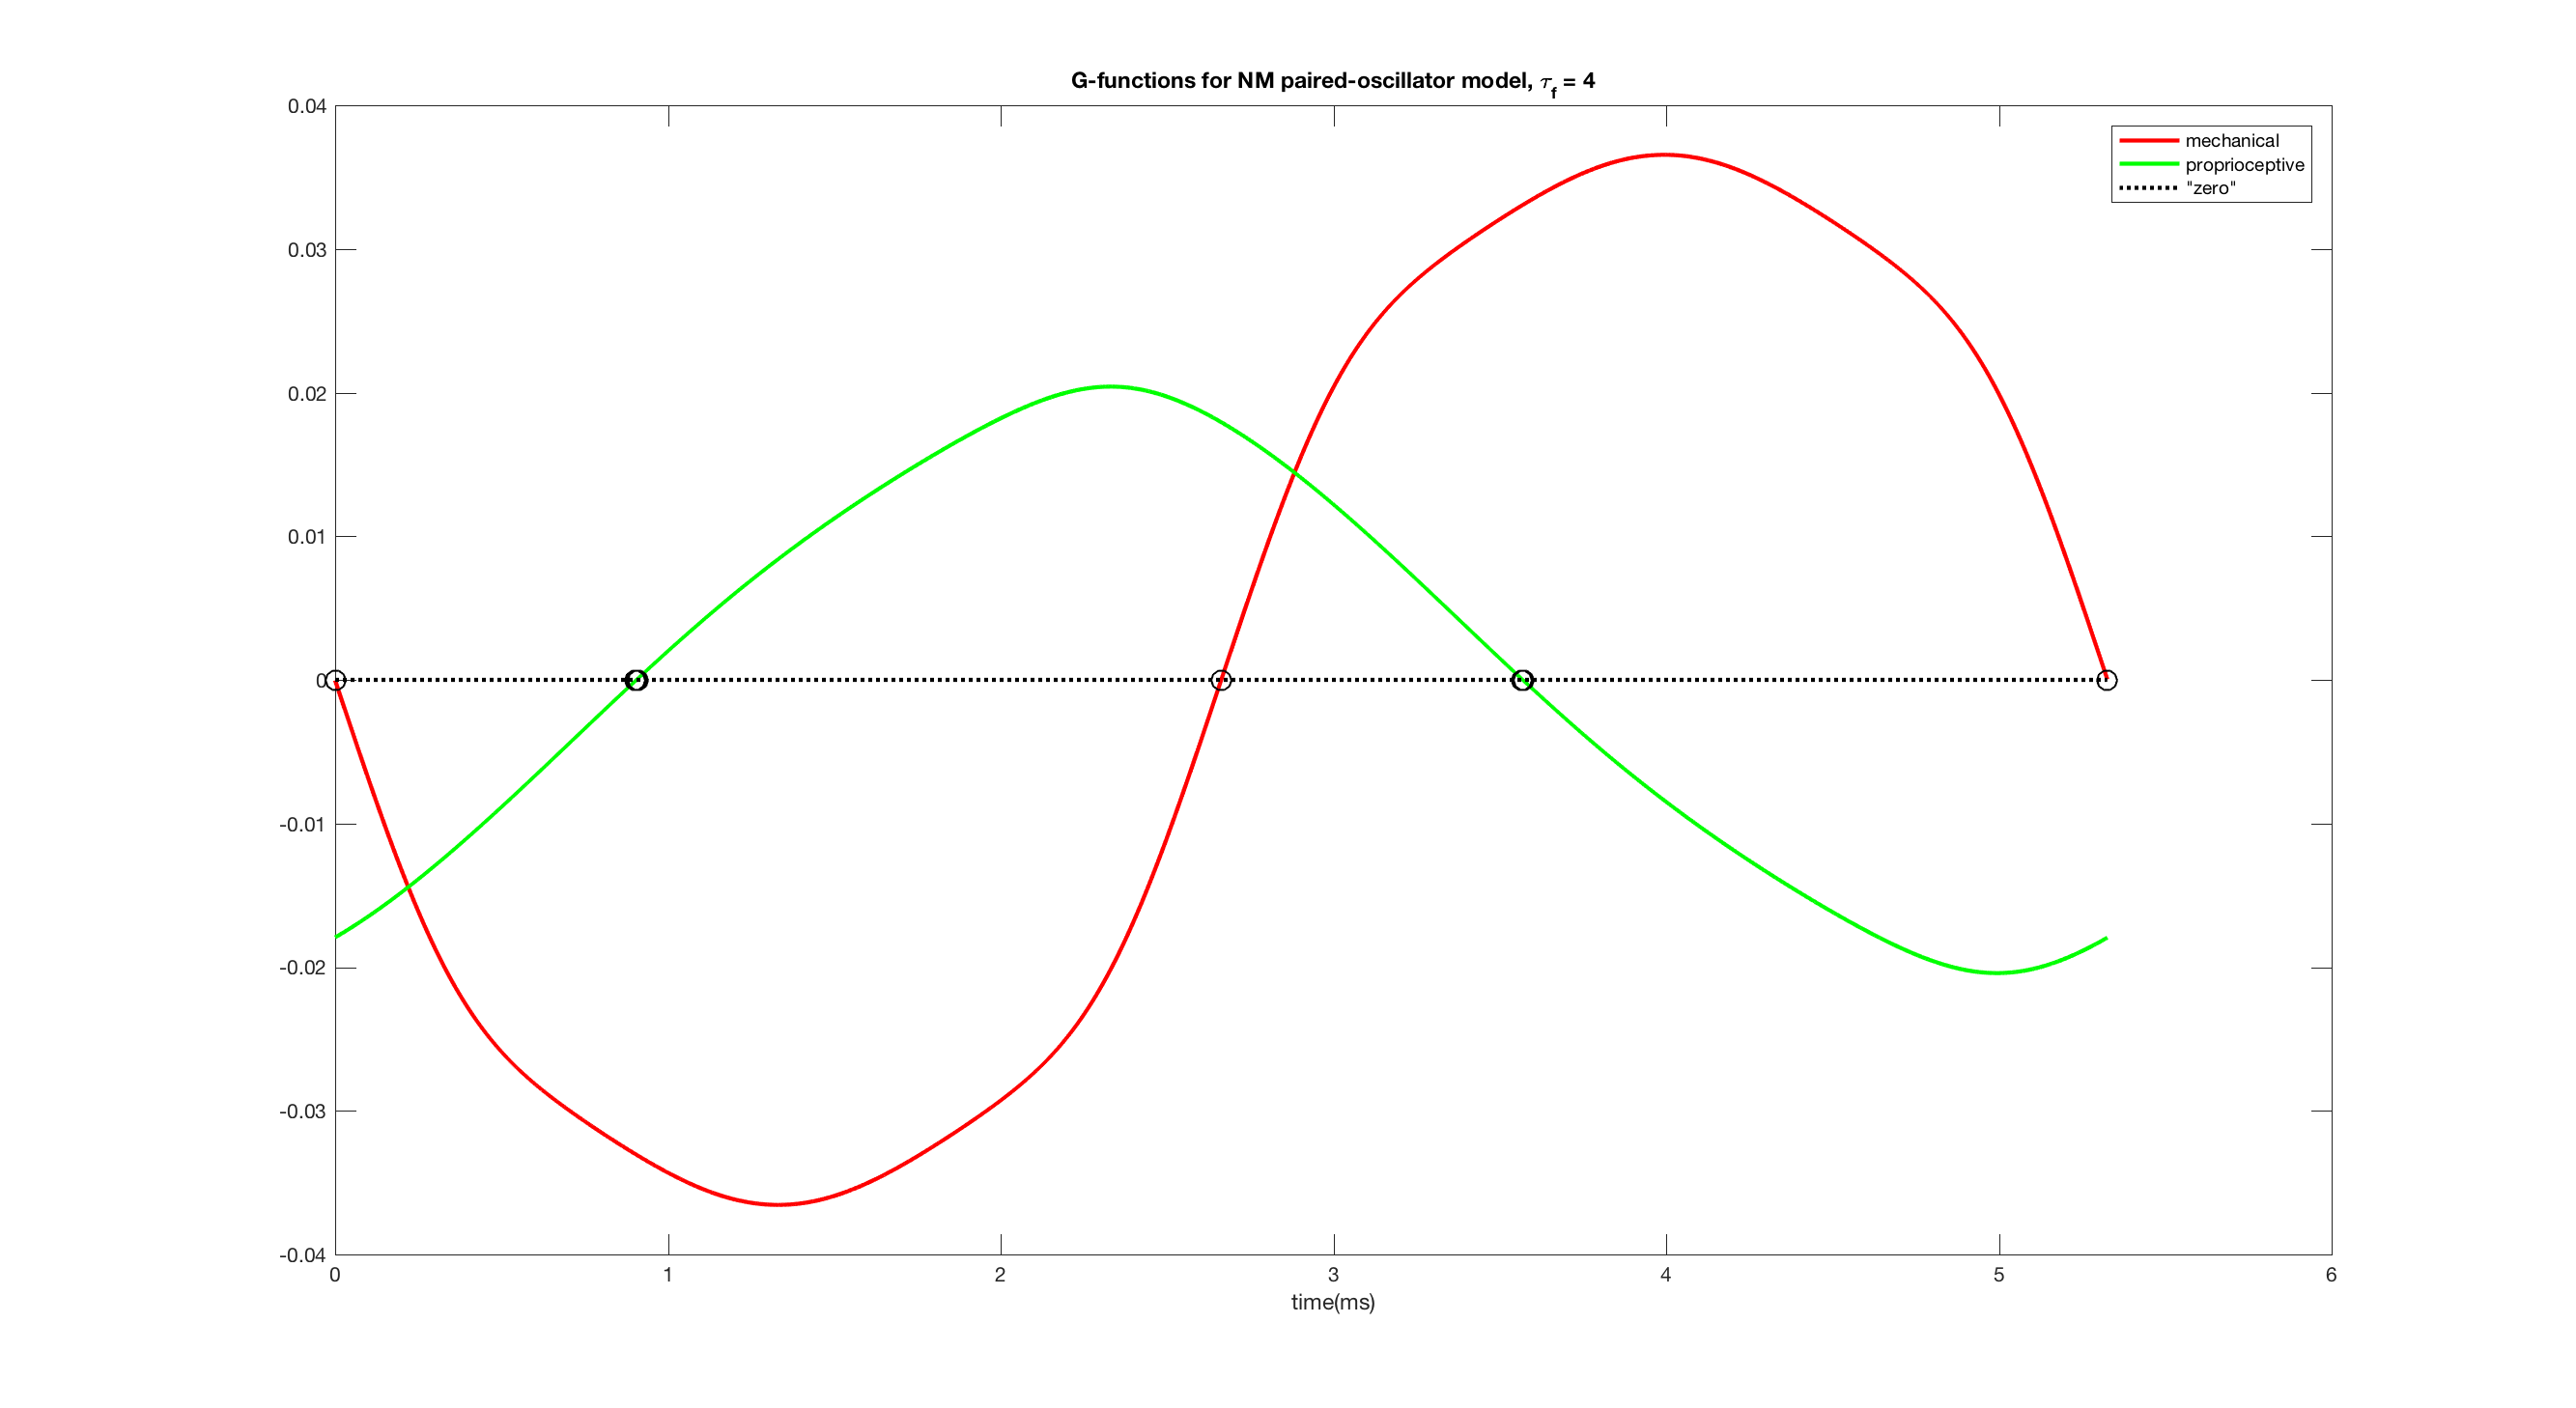 G-functions for NM paired-oscillator model, τf = 4
0.04
0.03
0.02
0.01
0
-0.01
-0.02
-0.03
-0.04
mechanical
proprioceptive
"zero"
0 1 2 3 4 5 6
time(ms)